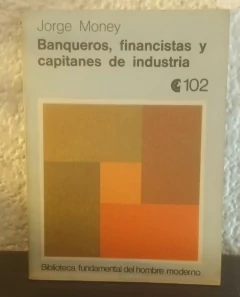 Jorge Money
Banqueros, financistas y
capitanes de industria
102
Biblioteca fundamental del hombre moderno